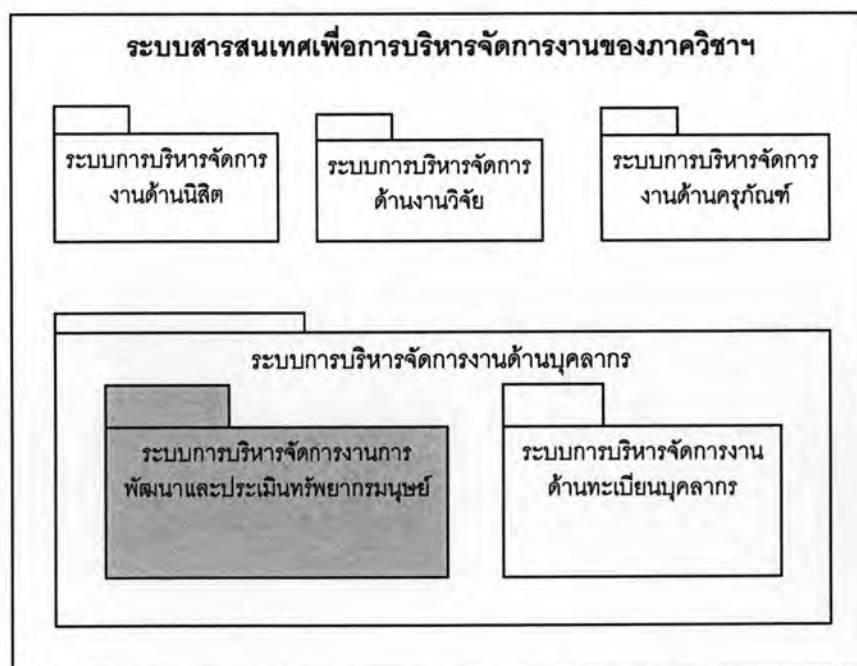 ระบบสารสนเทศเพื่อการบริหารจัดการงานของภาควิชาฯ
ระบบการบริหารจัดการ
งานด้านนิสิต
ระบบการบริหารจัดการ
ด้านงานวิจัย
ระบบการบริหารจัดการ
งานด้านครุภัณฑ์
ระบบการบริหารจัดการงานด้านบุคลากร
ระบบการบริหารจัดการงานการ
พัฒนาและประเมินทรัพยากรมนุษย์
ระบบการบริหารจัดการงาน
ด้านทะเบียนบุคลากร